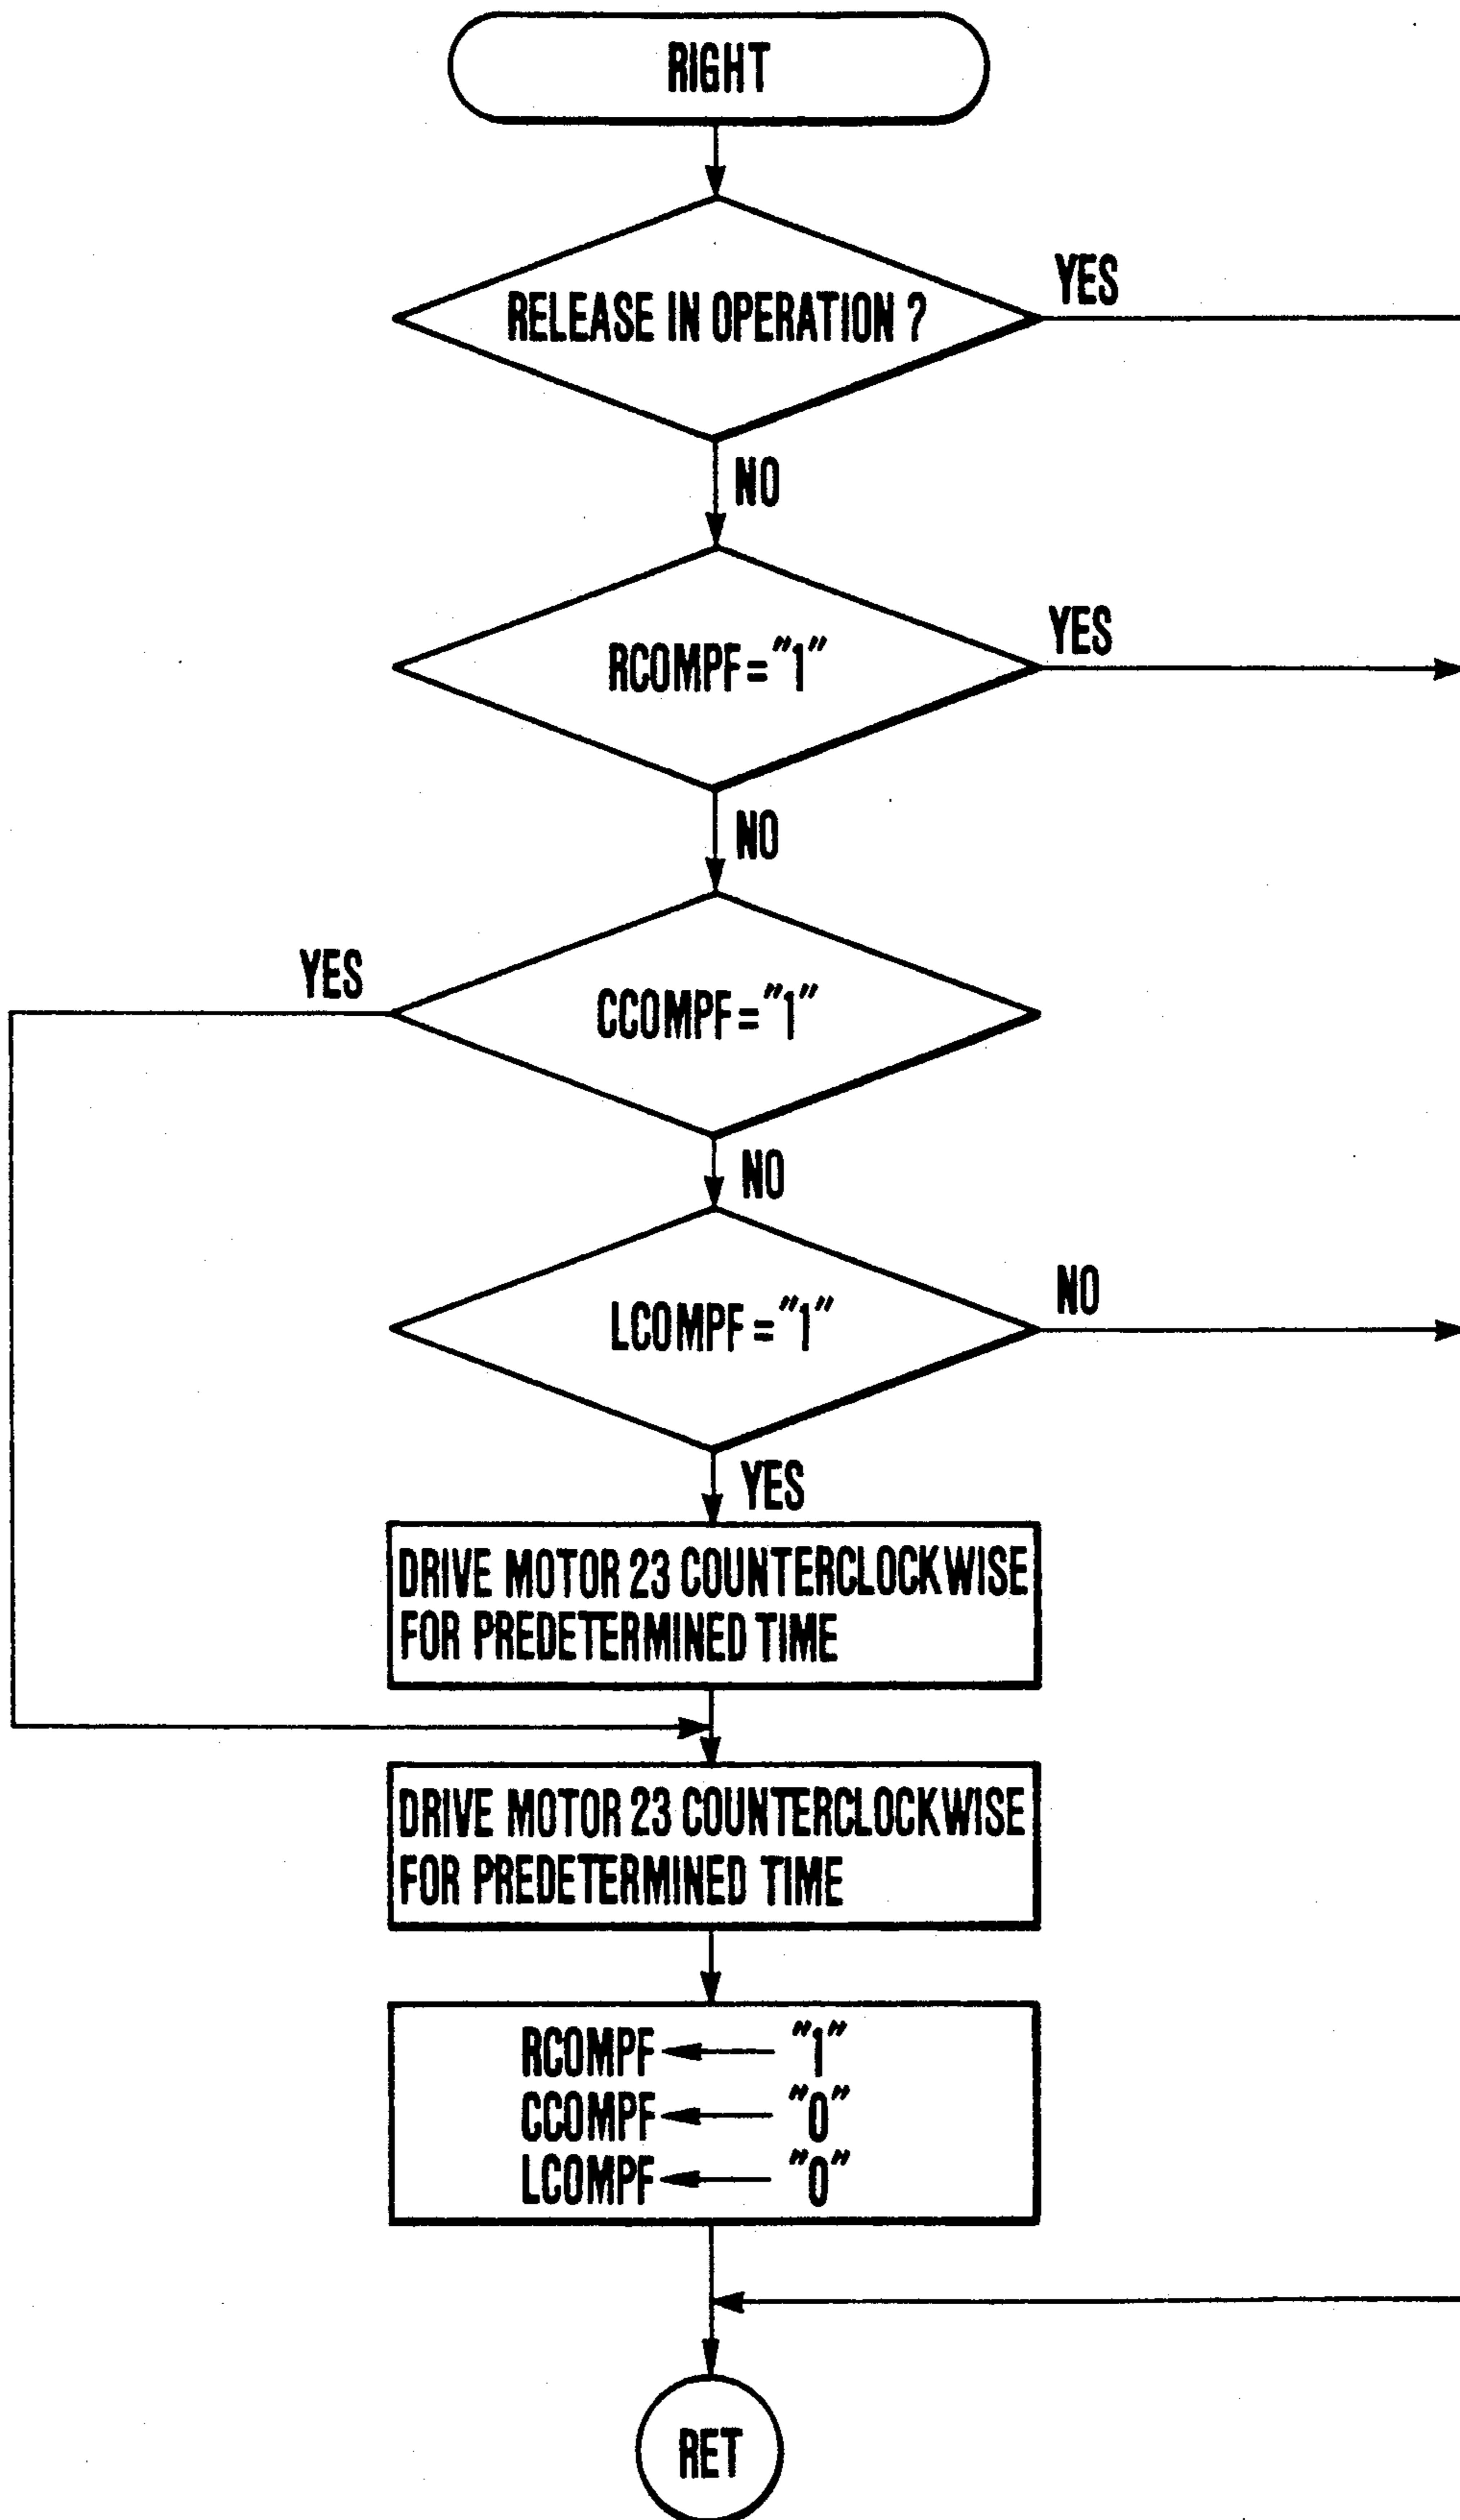 RIGHT
RELEASE IN OPERATION ?
YES
NO
RCOMPF="1"
YES
NO
YES
CCOMPF="1"
NO
LCOMPF="1"
NO
YES
DRIVE MOTOR 23 COUNTERCLOCKWISE
FOR PREDETERMINED TIME
DRIVE MOTOR 23 COUNTERCLOCKWISE
FOR PREDETERMINED TIME
RCOMPF ← "1"
CCOMPF ← "0"
LCOMPF ← "0"
RET